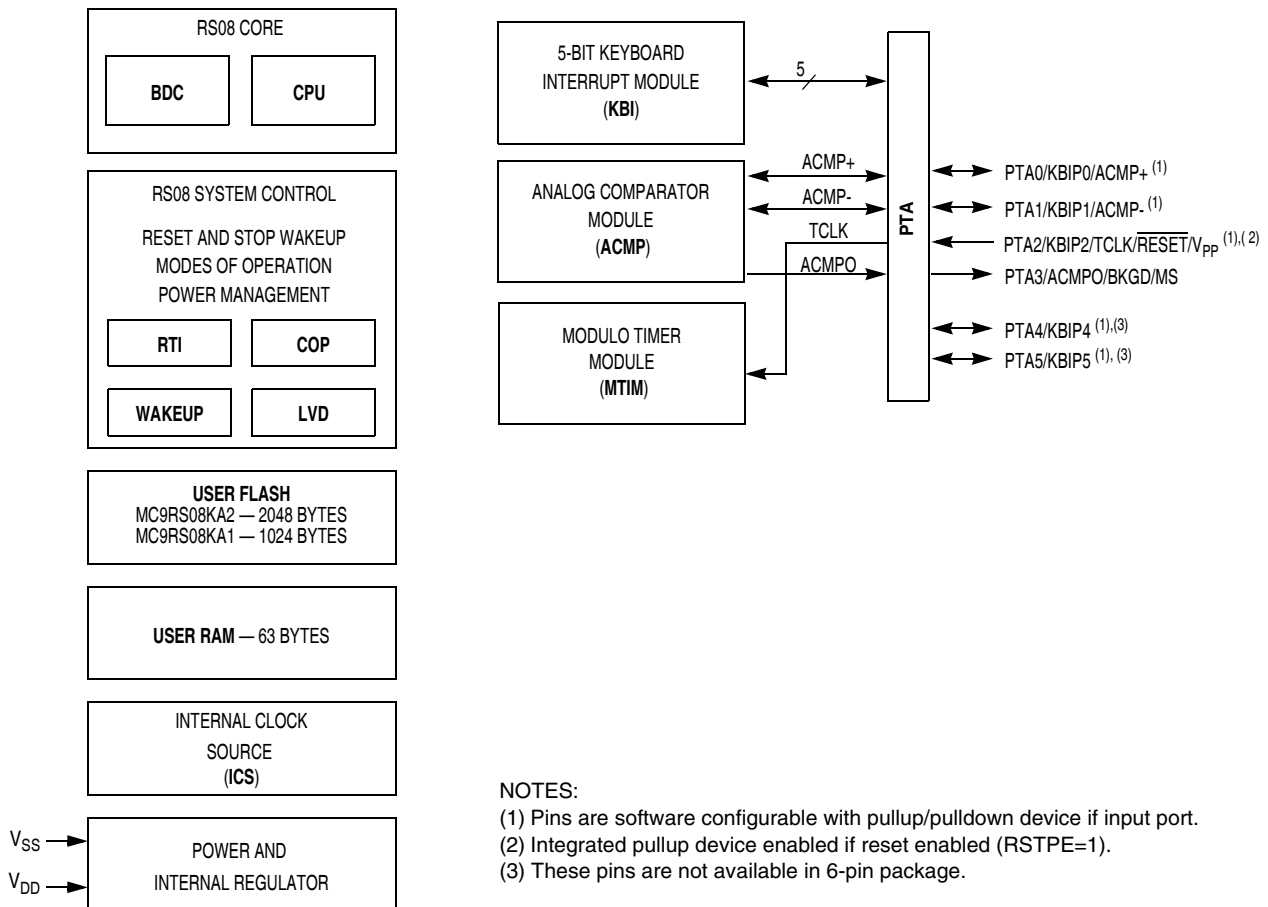 RS08 CORE
BDC
CPU
RS08 SYSTEM CONTROL
RESET AND STOP WAKEUP
MODES OF OPERATION
POWER MANAGEMENT
RTI
COP
WAKEUP
LVD
USER FLASH
MC9RS08KA2 — 2048 BYTES
MC9RS08KA1 — 1024 BYTES
USER RAM — 63 BYTES
INTERNAL CLOCK
SOURCE
(ICS)
VSS
VDD
POWER AND
INTERNAL REGULATOR
5-BIT KEYBOARD
INTERRUPT MODULE
(KBI)
5
ANALOG COMPARATOR
MODULE
(ACMP)
ACMP+
ACMP-
TCLK
ACMPO
MODULO TIMER
MODULE
(MTIM)
PTA
PTA0/KBIP0/ACMP+ (1)
PTA1/KBIP1/ACMP- (1)
PTA2/KBIP2/TCLK/RESET/VPP (1),( 2)
PTA3/ACMPO/BKGD/MS
PTA4/KBIP4 (1),(3)
PTA5/KBIP5 (1), (3)
NOTES:
(1) Pins are software configurable with pullup/pulldown device if input port.
(2) Integrated pullup device enabled if reset enabled (RSTPE=1).
(3) These pins are not available in 6-pin package.